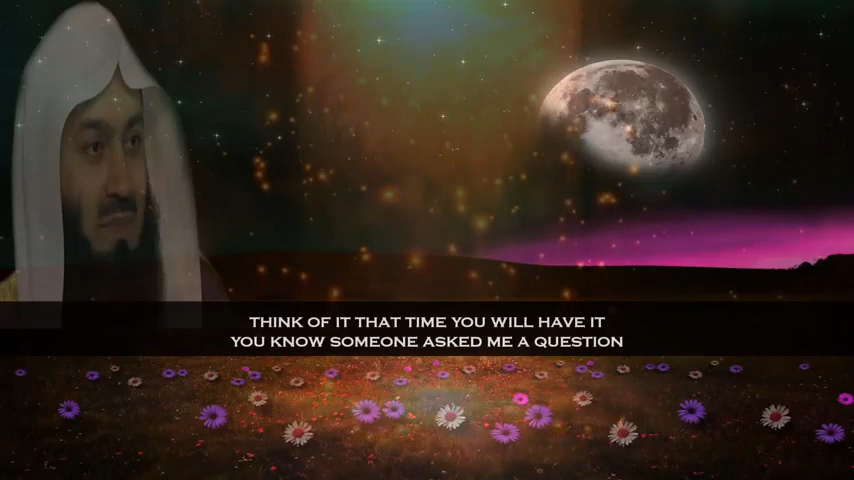 THINK OF IT THAT TIME YOU WILL HAVE IT
YOU KNOW SOMEONE ASKED ME A QUESTION